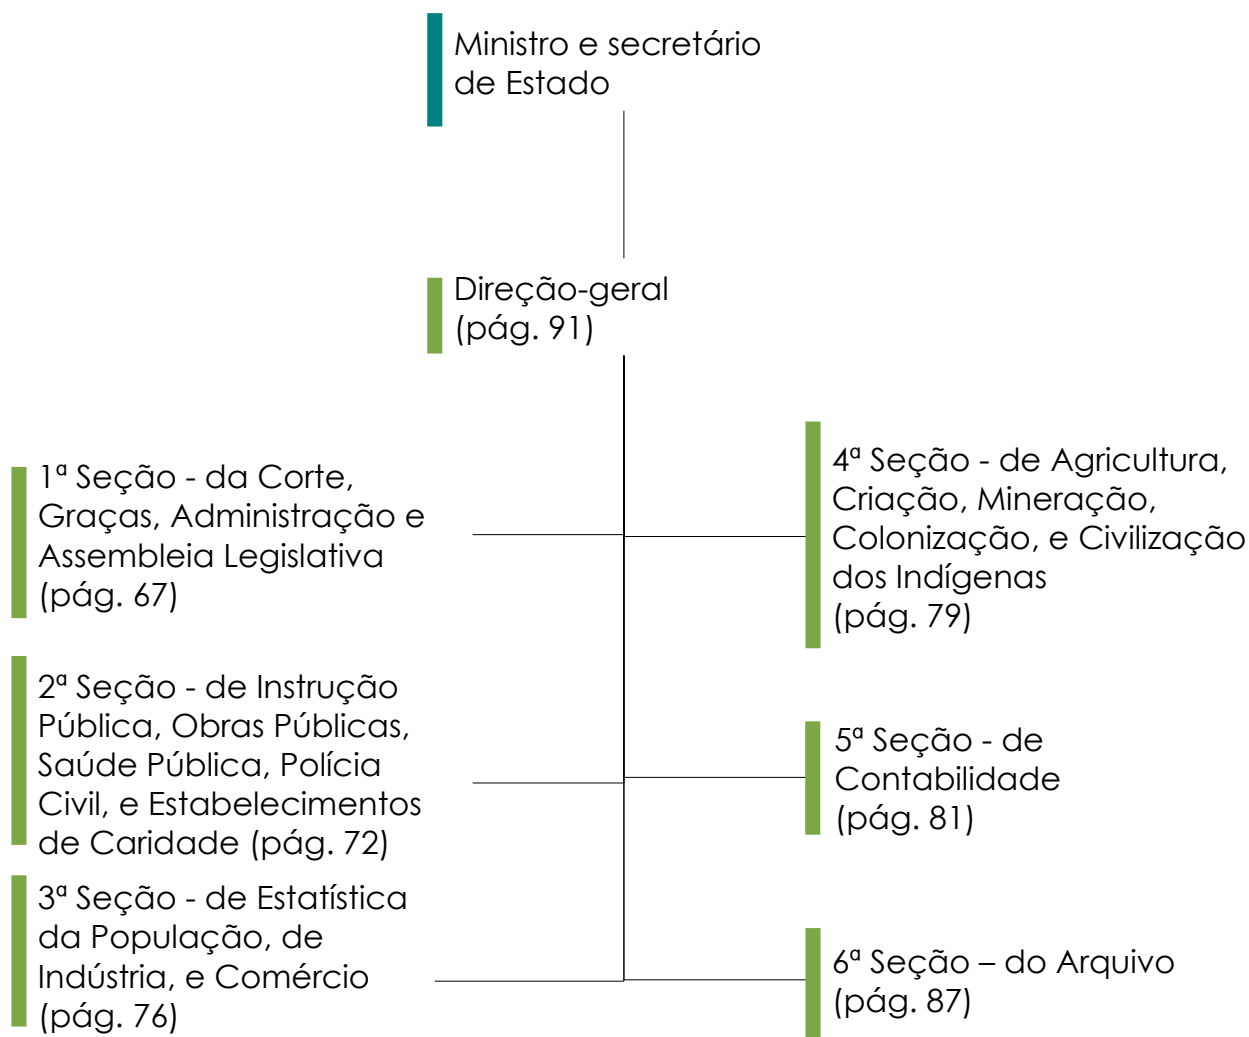 Ministro e secretário
de Estado
Direção-geral
(pág. 91)
1ª Seção - da Corte,
Graças, Administração e
Assembleia Legislativa
(pág. 67)
2ª Seção - de Instrução
Pública, Obras Públicas,
Saúde Pública, Polícia
Civil, e Estabelecimentos
de Caridade (pág. 72)
3ª Seção - de Estatística
da População, de
Indústria, e Comércio
(pág. 76)
4ª Seção - de Agricultura,
Criação, Mineração,
Colonização, e Civilização
dos Indígenas
(pág. 79)
5ª Seção - de
Contabilidade
(pág. 81)
6ª Seção – do Arquivo
(pág. 87)